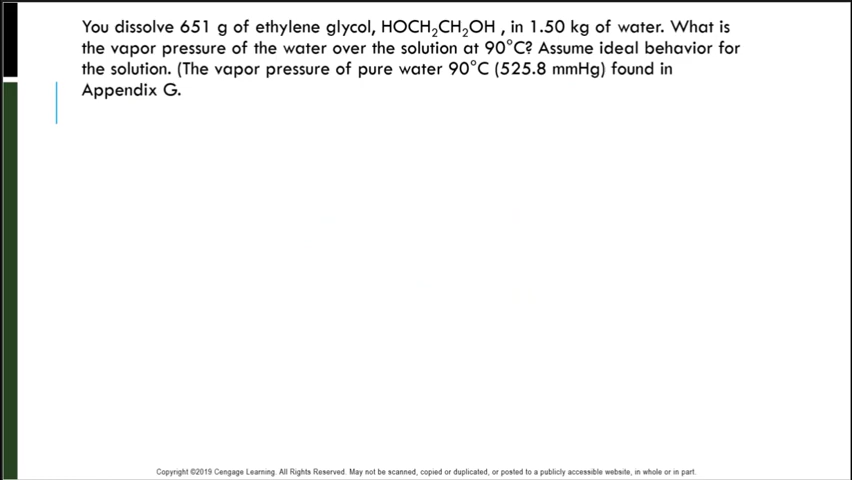 You dissolve 651 g of ethylene glycol, HOCH₂CH₂OH , in 1.50 kg of water. What is
the vapor pressure of the water over the solution at 90°C? Assume ideal behavior for
the solution. (The vapor pressure of pure water 90°C (525.8 mmHg) found in
Appendix G.
Copyright ©2019 Cengage Learning. All Rights Reserved. May not be scanned, copied or duplicated, or posted to a publicly accessible website, in whole or in part.